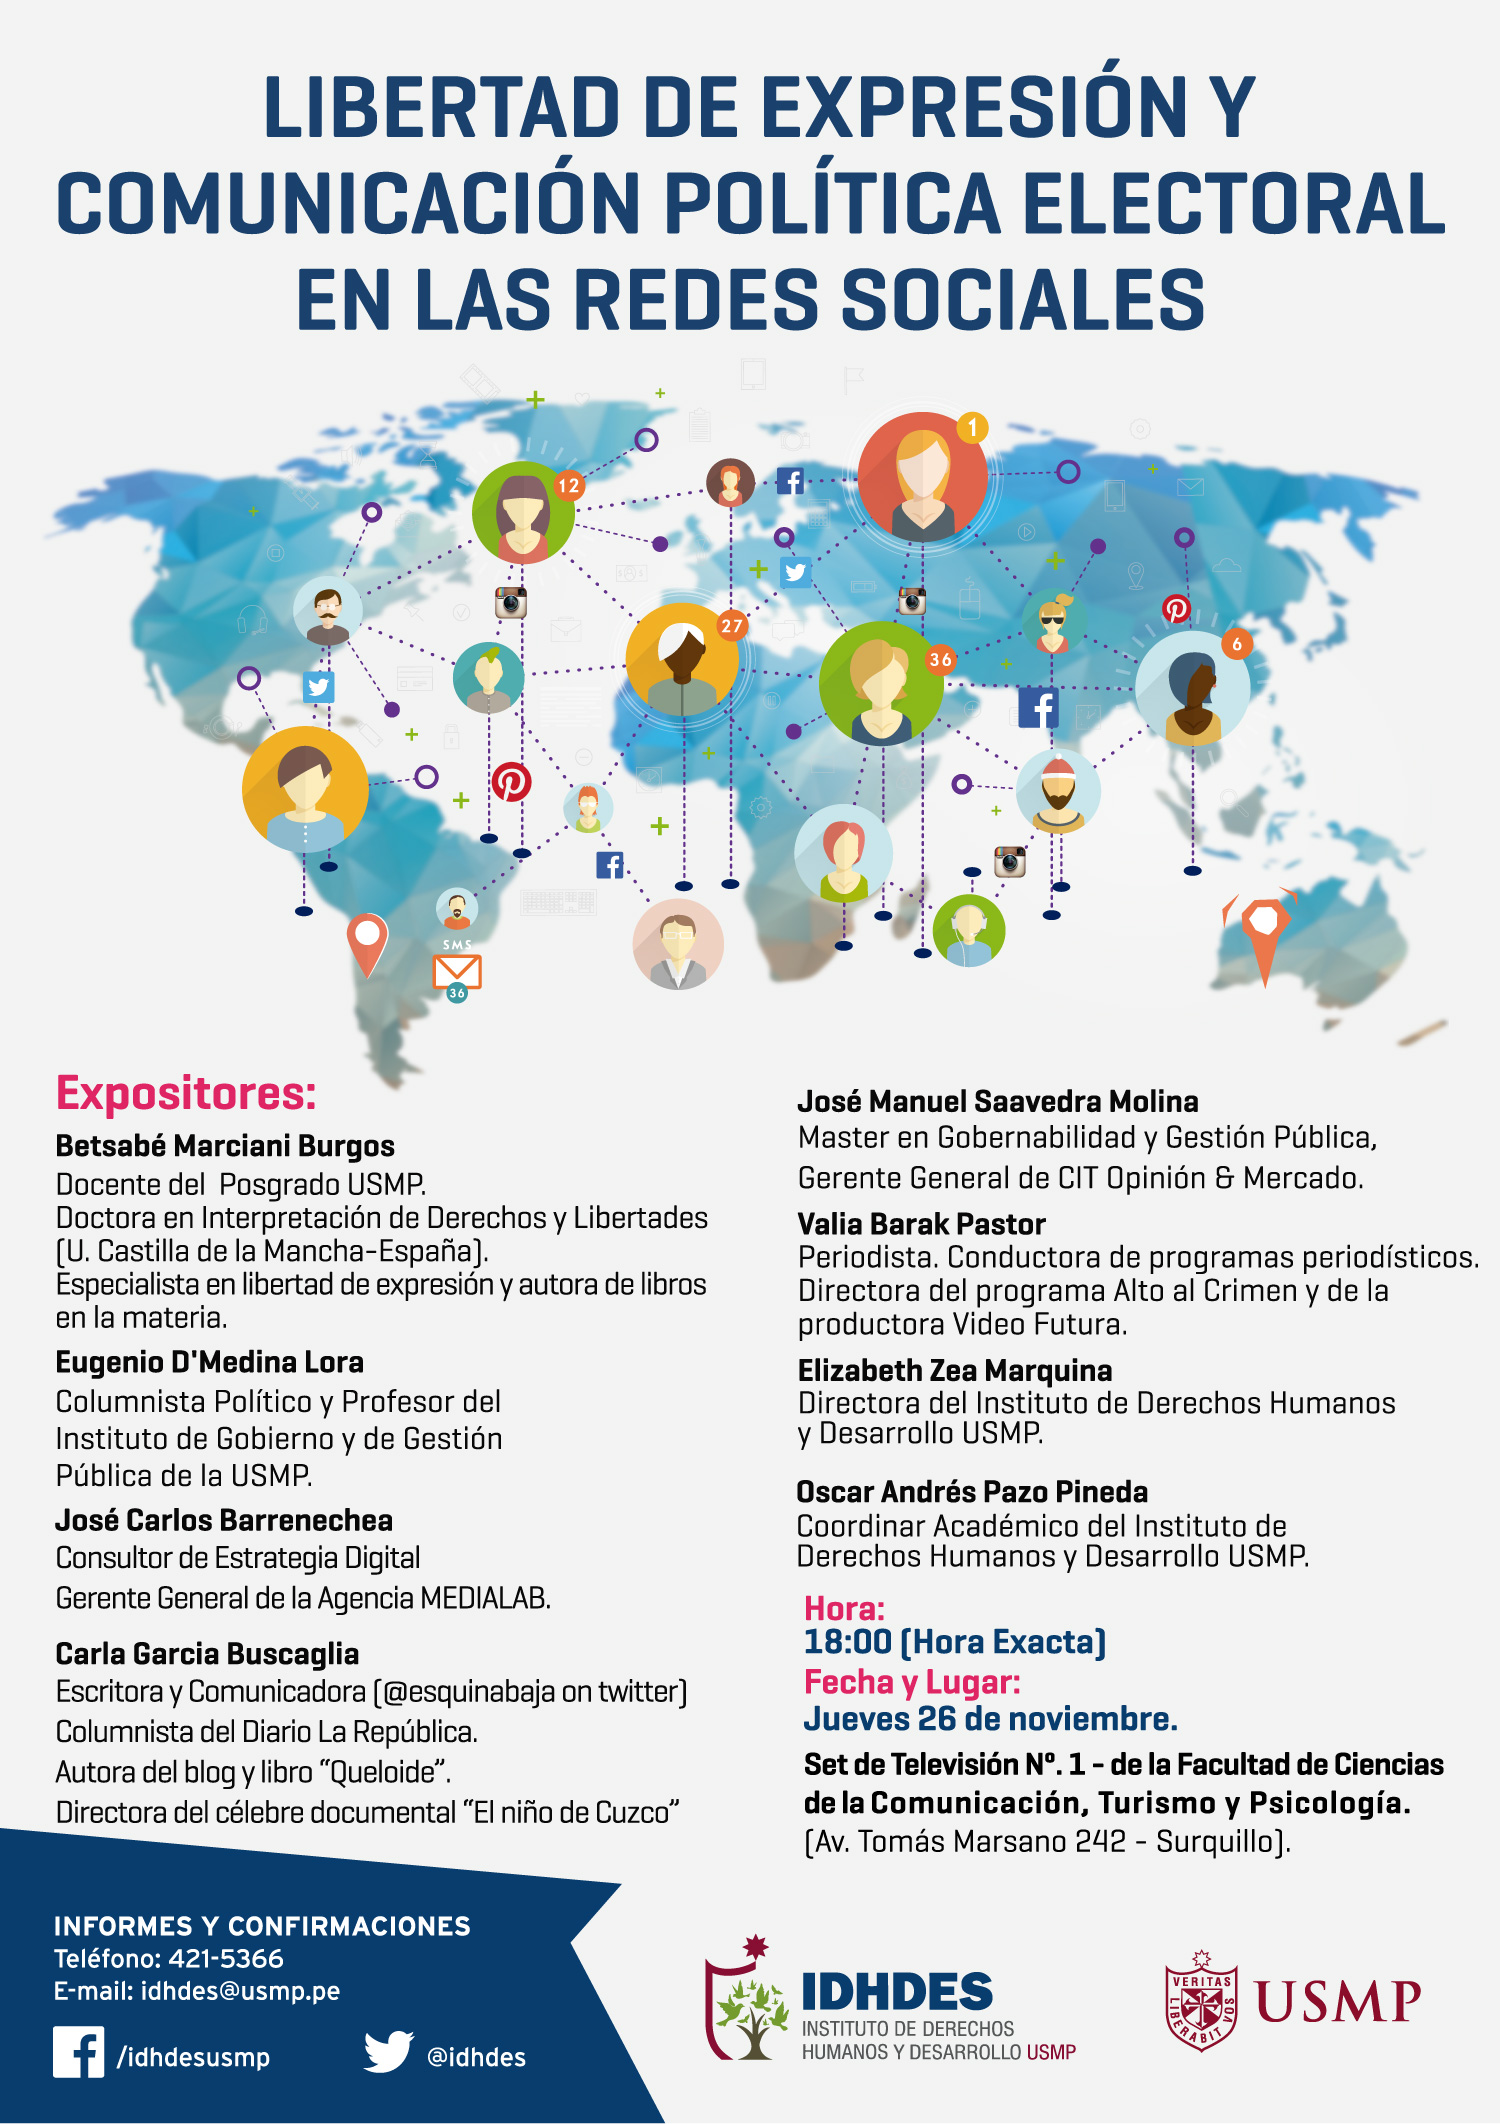 LIBERTAD DE EXPRESIÓN Y
COMUNICACIÓN POLÍTICA ELECTORAL
EN LAS REDES SOCIALES
1
12
27
36
6
SMS
36
Expositores:
Betsabé Marciani Burgos
Docente del Posgrado USMP.
Doctora en Interpretación de Derechos y Libertades
(U. Castilla de la Mancha-España).
Especialista en libertad de expresión y autora de libros
en la materia.
Eugenio D'Medina Lora
Columnista Político y Profesor del
Instituto de Gobierno y de Gestión
Pública de la USMP.
José Carlos Barrenechea
Consultor de Estrategia Digital
Gerente General de la Agencia MEDIALAB.
Carla Garcia Buscaglia
Escritora y Comunicadora (@esquinabaja on twitter)
Columnista del Diario La República.
Autora del blog y libro “Queloide”.
Directora del célebre documental “El niño de Cuzco”
José Manuel Saavedra Molina
Master en Gobernabilidad y Gestión Pública,
Gerente General de CIT Opinión & Mercado.
Valia Barak Pastor
Periodista. Conductora de programas periodísticos.
Directora del programa Alto al Crimen y de la
productora Video Futura.
Elizabeth Zea Marquina
Directora del Instituto de Derechos Humanos
y Desarrollo USMP.
Oscar Andrés Pazo Pineda
Coordinar Académico del Instituto de
Derechos Humanos y Desarrollo USMP.
Hora:
18:00 (Hora Exacta)
Fecha y Lugar:
Jueves 26 de noviembre.
Set de Televisión Nº. 1 - de la Facultad de Ciencias
de la Comunicación, Turismo y Psicología.
(Av. Tomás Marsano 242 - Surquillo).
INFORMES Y CONFIRMACIONES
Teléfono: 421-5366
E-mail: idhdes@usmp.pe
/idhdesusmp
@idhdes
IDHDES
INSTITUTO DE DERECHOS
HUMANOS Y DESARROLLO USMP
VERITAS
LIBERABIT VOS
USMP